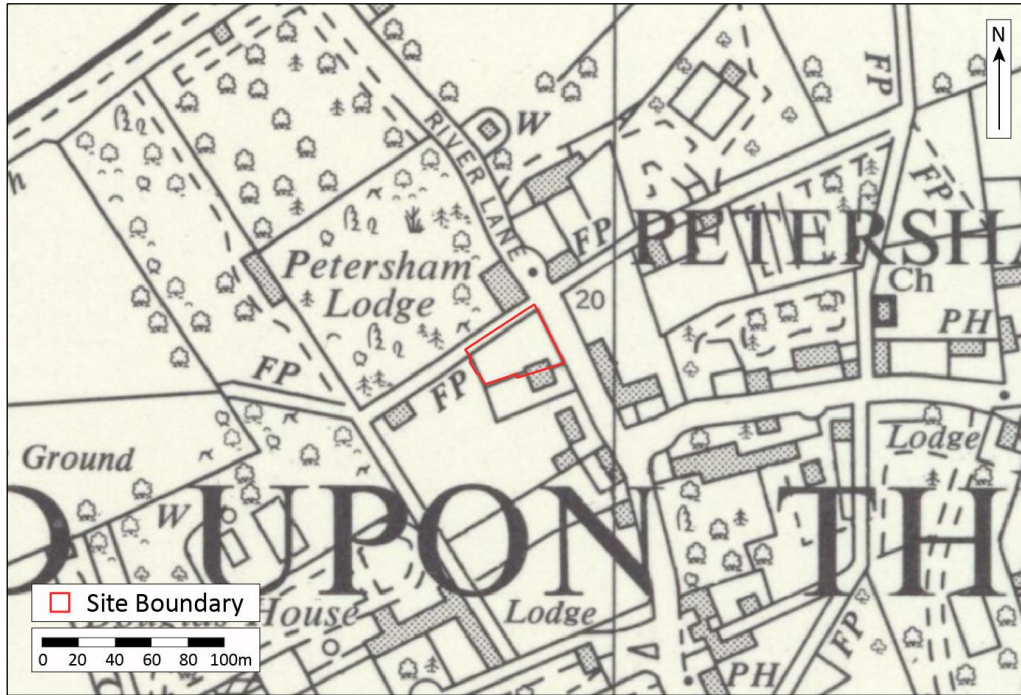 N
FP
W
RIVER LANE
FP
FP
PETERSHA
Petersham
Lodge
Ch
20
PH
FP
FP
Ground
Lodge
W
D UPON TH
Site Boundary
House
Lodge
0 20 40 60 80 100m
FP
PH